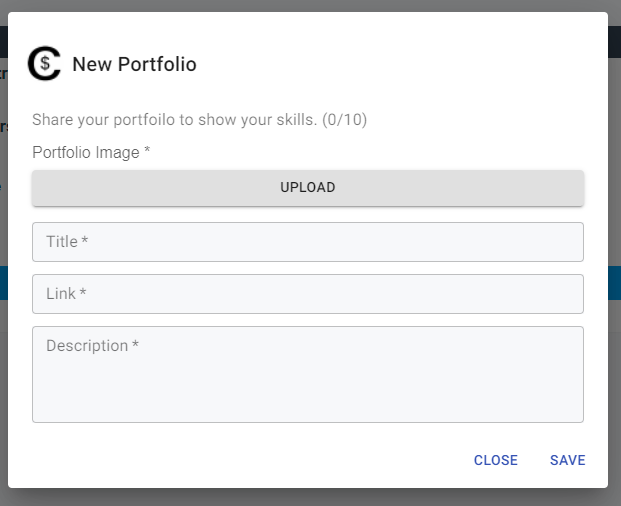 $
New Portfolio
Share your portfoilo to show your skills. (0/10)
Portfolio Image *
UPLOAD
Title *
Link *
Description *
CLOSE
SAVE